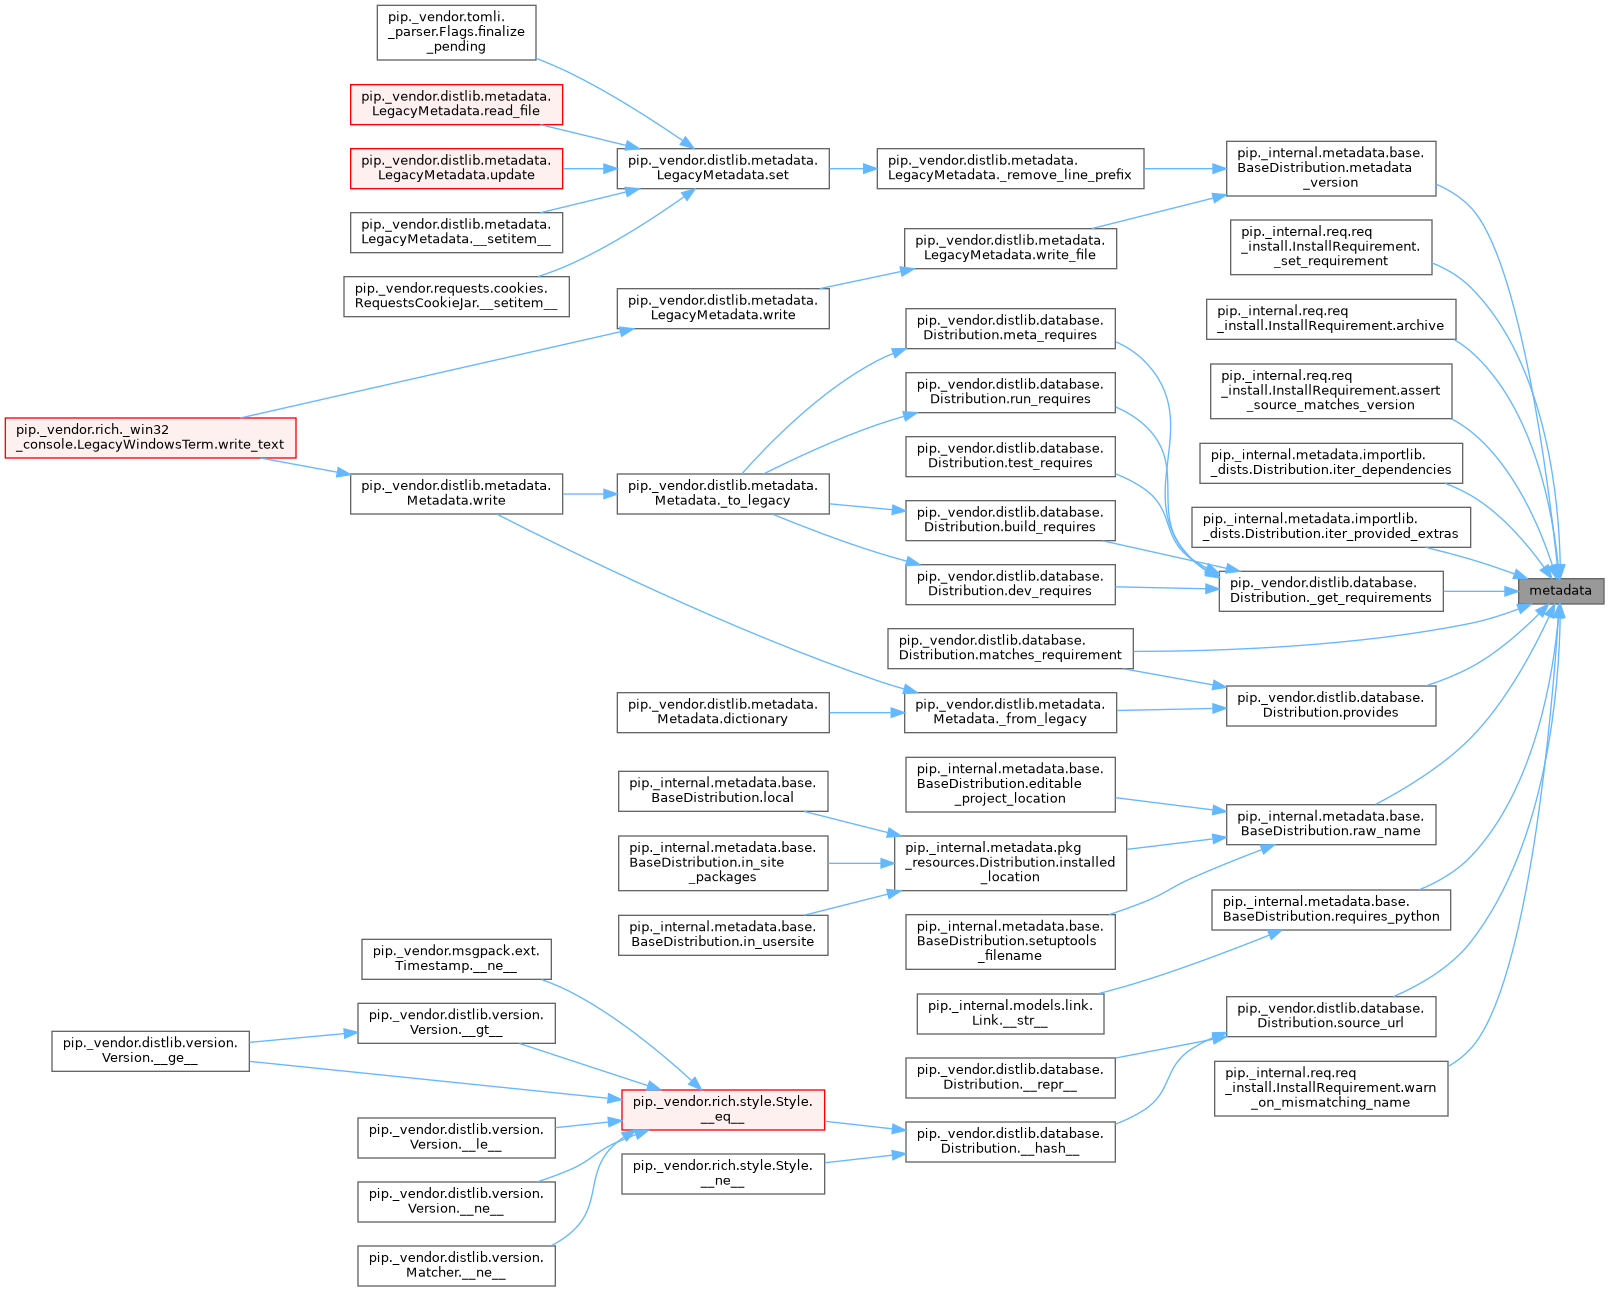 pip._vendor.tomli.
_parser.Flags.finalize
_pending
pip._vendor.distlib.metadata.
LegacyMetadata.read_file
pip._vendor.distlib.metadata.
LegacyMetadata.update
pip._vendor.distlib.metadata.
LegacyMetadata.__setitem__
pip._vendor.requests.cookies.
RequestsCookieJar.__setitem__
pip._vendor.distlib.metadata.
LegacyMetadata.set
pip._vendor.distlib.metadata.
LegacyMetadata._remove_line_prefix
pip._internal.metadata.base.
BaseDistribution.metadata
_version
pip._vendor.distlib.metadata.
LegacyMetadata.write_file
pip._vendor.distlib.metadata.
LegacyMetadata.write
pip._internal.req.req
_install.InstallRequirement.
_set_requirement
pip._internal.req.req
_install.InstallRequirement.archive
pip._internal.req.req
_install.InstallRequirement.assert
_source_matches_version
pip._internal.metadata.importlib.
_dists.Distribution.iter_dependencies
pip._internal.metadata.importlib.
_dists.Distribution.iter_provided_extras
pip._vendor.distlib.database.
Distribution.meta_requires
pip._vendor.distlib.database.
Distribution.run_requires
pip._vendor.distlib.database.
Distribution.test_requires
pip._vendor.distlib.database.
Distribution.build_requires
pip._vendor.distlib.database.
Distribution.dev_requires
pip._vendor.distlib.database.
Distribution._get_requirements
metadata
pip._vendor.rich._win32
_console.LegacyWindowsTerm.write_text
pip._vendor.distlib.metadata.
Metadata.write
pip._vendor.distlib.metadata.
Metadata._to_legacy
pip._vendor.distlib.database.
Distribution.matches_requirement
pip._vendor.distlib.database.
Distribution.provides
pip._vendor.distlib.metadata.
Metadata._from_legacy
pip._vendor.distlib.metadata.
Metadata.dictionary
pip._internal.metadata.base.
BaseDistribution.editable
_project_location
pip._internal.metadata.base.
BaseDistribution.raw_name
pip._internal.metadata.base.
BaseDistribution.local
pip._internal.metadata.base.
BaseDistribution.in_site
_packages
pip._internal.metadata.base.
BaseDistribution.in_usersite
pip._internal.metadata.pkg
_resources.Distribution.installed
_location
pip._internal.metadata.base.
BaseDistribution.setuptools
_filename
pip._internal.metadata.base.
BaseDistribution.requires_python
pip._internal.models.link.
Link.__str__
pip._vendor.distlib.database.
Distribution.source_url
pip._vendor.distlib.database.
Distribution.__repr__
pip._internal.req.req
_install.InstallRequirement.warn
_on_mismatching_name
pip._vendor.distlib.database.
Distribution.__hash__
pip._vendor.rich.style.Style.
__eq__
pip._vendor.rich.style.Style.
__ne__
pip._vendor.msgpack.ext.
Timestamp.__ne__
pip._vendor.distlib.version.
Version.__gt__
pip._vendor.distlib.version.
Version.__ge__
pip._vendor.distlib.version.
Version.__le__
pip._vendor.distlib.version.
Version.__ne__
pip._vendor.distlib.version.
Matcher.__ne__